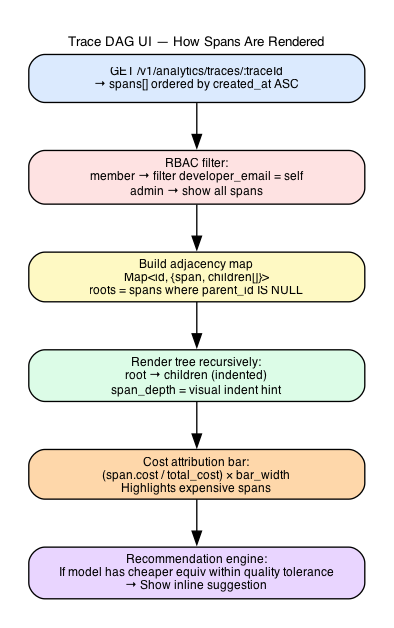 Trace DAG UI — How Spans Are Rendered
GET /v1/analytics/traces/:traceId
→ spans[] ordered by created_at ASC
RBAC filter:
member → filter developer_email = self
admin → show all spans
Build adjacency map
Map<id, {span, children[]}>
roots = spans where parent_id IS NULL
Render tree recursively:
root → children (indented)
span_depth = visual indent hint
Cost attribution bar:
(span.cost / total_cost) × bar_width
Highlights expensive spans
Recommendation engine:
If model has cheaper equiv within quality tolerance
→ Show inline suggestion